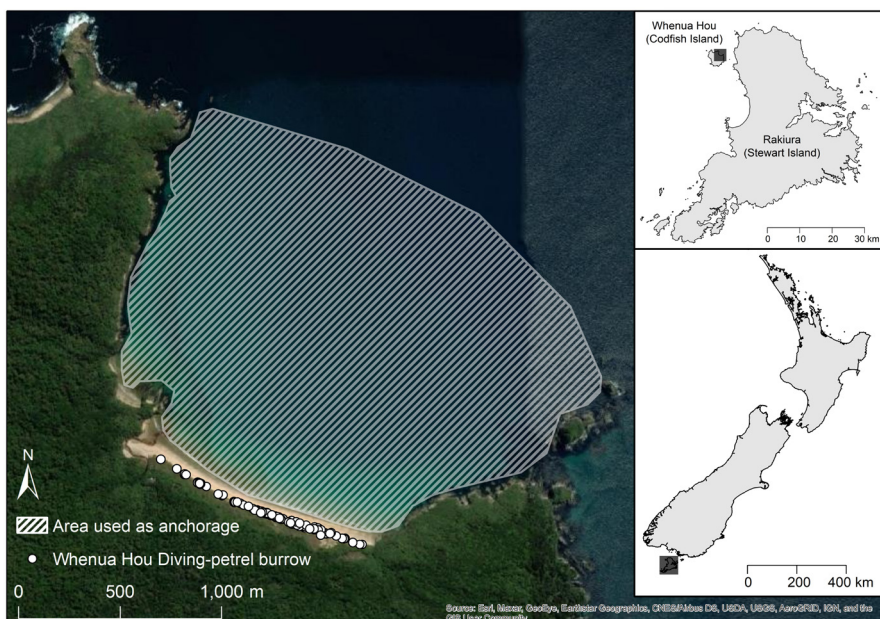 Whenua Hou
(Codfish Island)
Rakiura
(Stewart Island)
0 10 20 30 km
N
Area used as anchorage
Whenua Hou Diving-petrel burrow
0 500 1,000 m
0 200 400 km
Source: Esri, Maxar, GeoEye, Earthstar Geographics, CNES/Airbus DS, USDA, USGS, AeroGRID, IGN, and the
GIS User Community